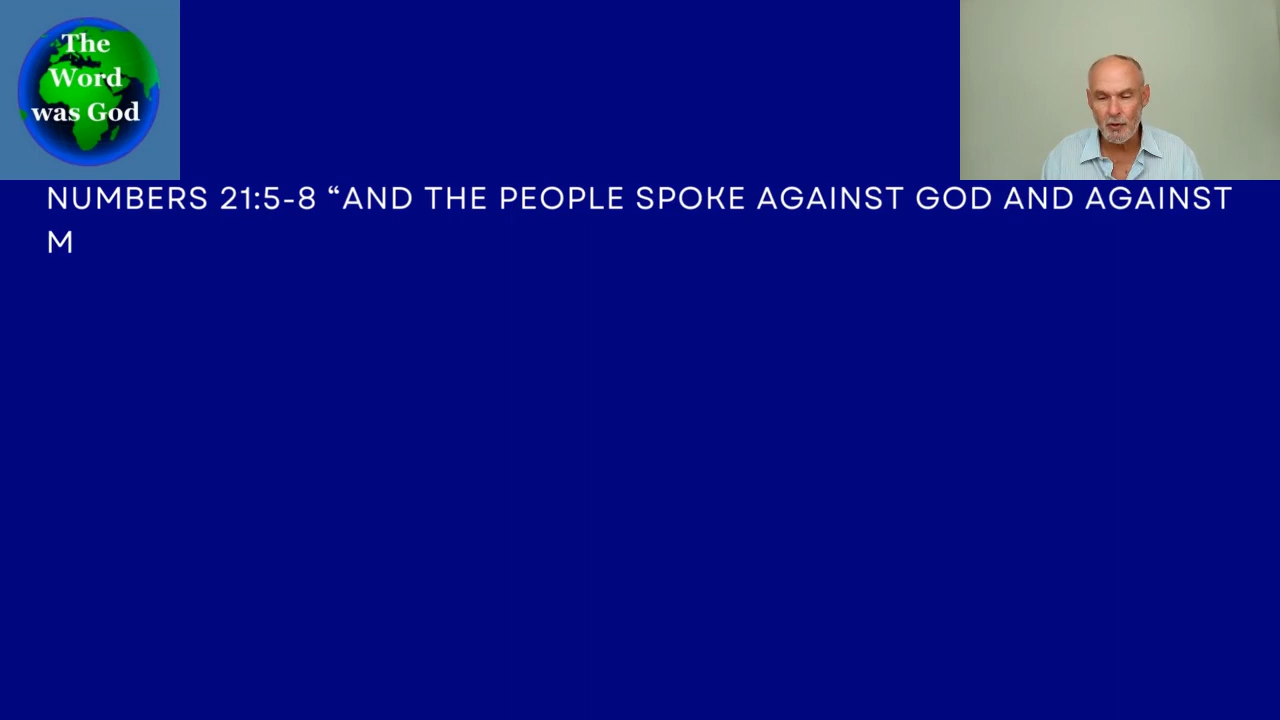 The
Word
was God
NUMBERS 21:5-8 “AND THE PEOPLE SPOKE AGAINST GOD AND AGAINST
M